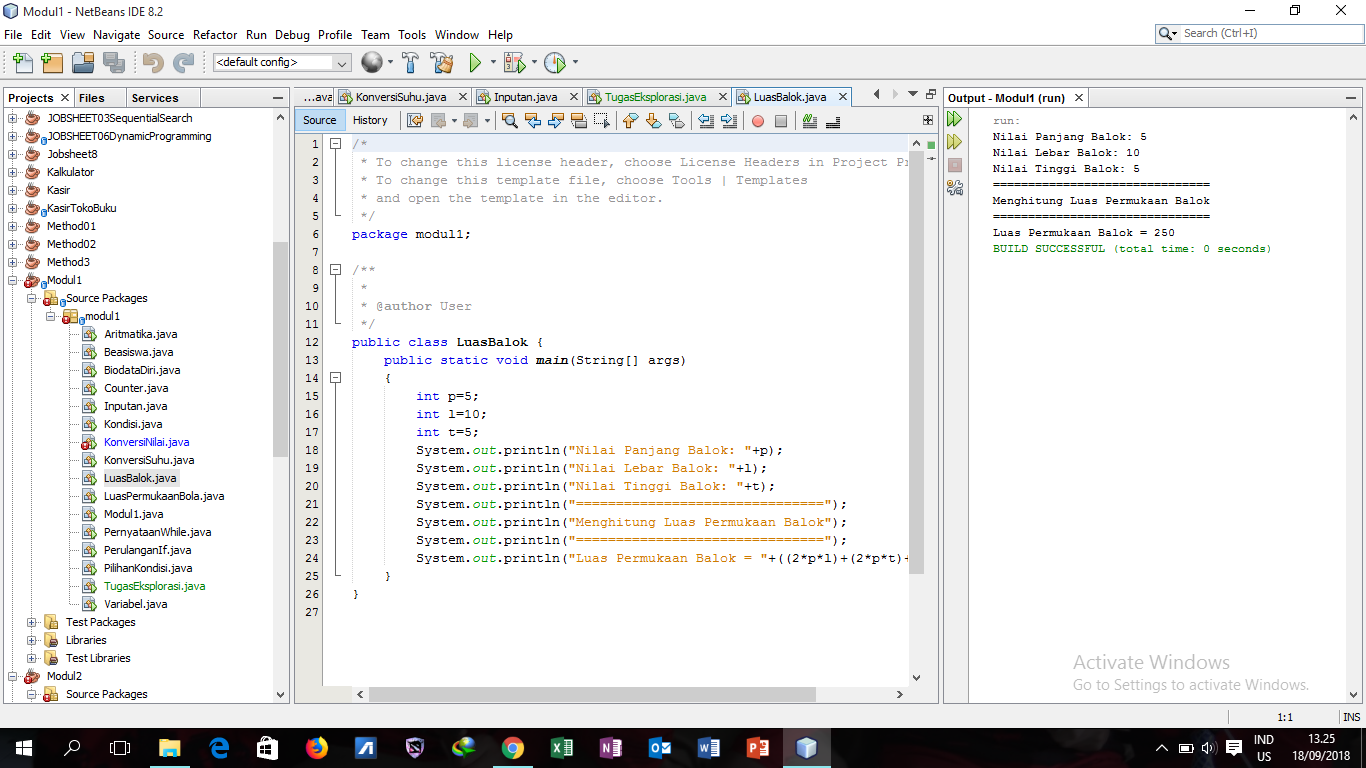 Modul1 - NetBeans IDE 8.2
File Edit View Navigate Source Refactor Run Debug Profile Team Tools Window Help
Search (Ctrl+I)
<default config>
Projects Files Services
JOBSHEET03SequentialSearch
JOBSHEET06DynamicProgramming
Jobsheet8
Kalkulator
Kasir
KasirTokoBuku
Method01
Method02
Method3
Modul1
Source Packages
modul1
Aritmatika.java
Beasiswa.java
BiodataDiri.java
Counter.java
Inputan.java
Kondisi.java
KonversiNilai.java
KonversiSuhu.java
LuasBalok.java
LuasPermukaanBola.java
Modul1.java
PernyataanWhile.java
PerulanganIf.java
PilihanKondisi.java
TugasEksplorasi.java
Variabel.java
Test Packages
Libraries
Test Libraries
Modul2
Source Packages
...ava KonversiSuhu.java Inputan.java TugasEksplorasi.java LuasBalok.java
Source History
1 /*
2 * To change this license header, choose License Headers in Project Pr
3 * To change this template file, choose Tools | Templates
4 * and open the template in the editor.
5 */
6 package modul1;
7
8 /**
9 *
10 * @author User
11 */
12 public class LuasBalok {
13 public static void main(String[] args)
14 {
15 int p=5;
16 int l=10;
17 int t=5;
18 System.out.println("Nilai Panjang Balok: "+p);
19 System.out.println("Nilai Lebar Balok: "+l);
20 System.out.println("Nilai Tinggi Balok: "+t);
21 System.out.println("===============================");
22 System.out.println("Menghitung Luas Permukaan Balok");
23 System.out.println("===============================");
24 System.out.println("Luas Permukaan Balok = "+((2*p*l)+(2*p*t)+
25 }
26 }
27
Output - Modul1 (run)
run:
Nilai Panjang Balok: 5
Nilai Lebar Balok: 10
Nilai Tinggi Balok: 5
===============================
Menghitung Luas Permukaan Balok
===============================
Luas Permukaan Balok = 250
BUILD SUCCESSFUL (total time: 0 seconds)
Activate Windows
Go to Settings to activate Windows.
1:1 INS
IND
US
13.25
18/09/2018